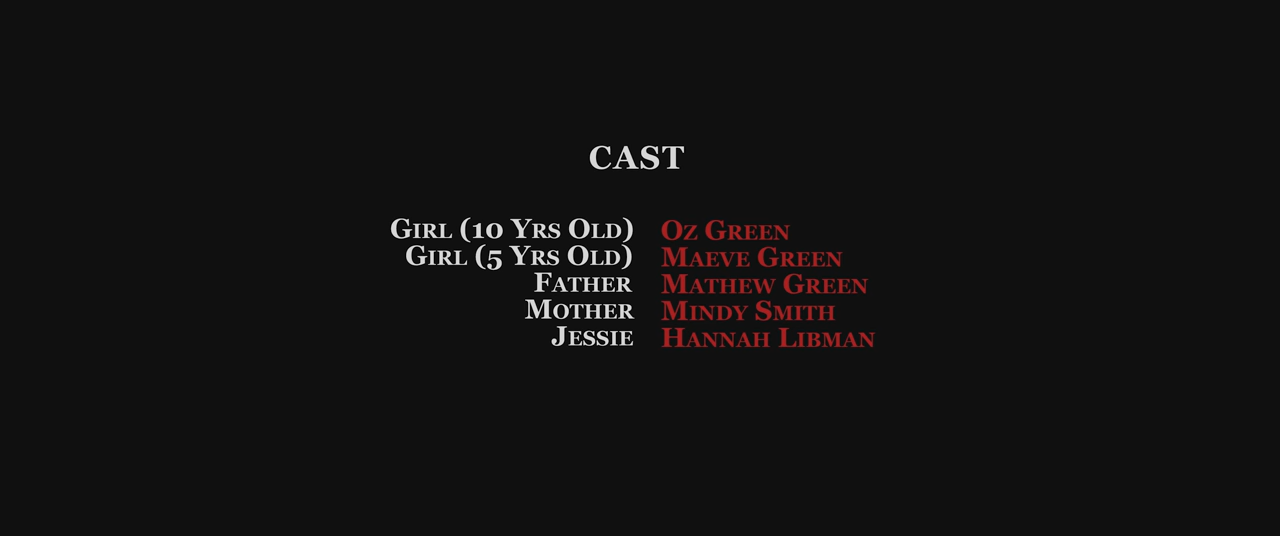 CAST
Girl (10 Yrs Old) Oz Green
Girl (5 Yrs Old) Maeve Green
Father Mathew Green
Mother Mindy Smith
Jessie Hannah Libman